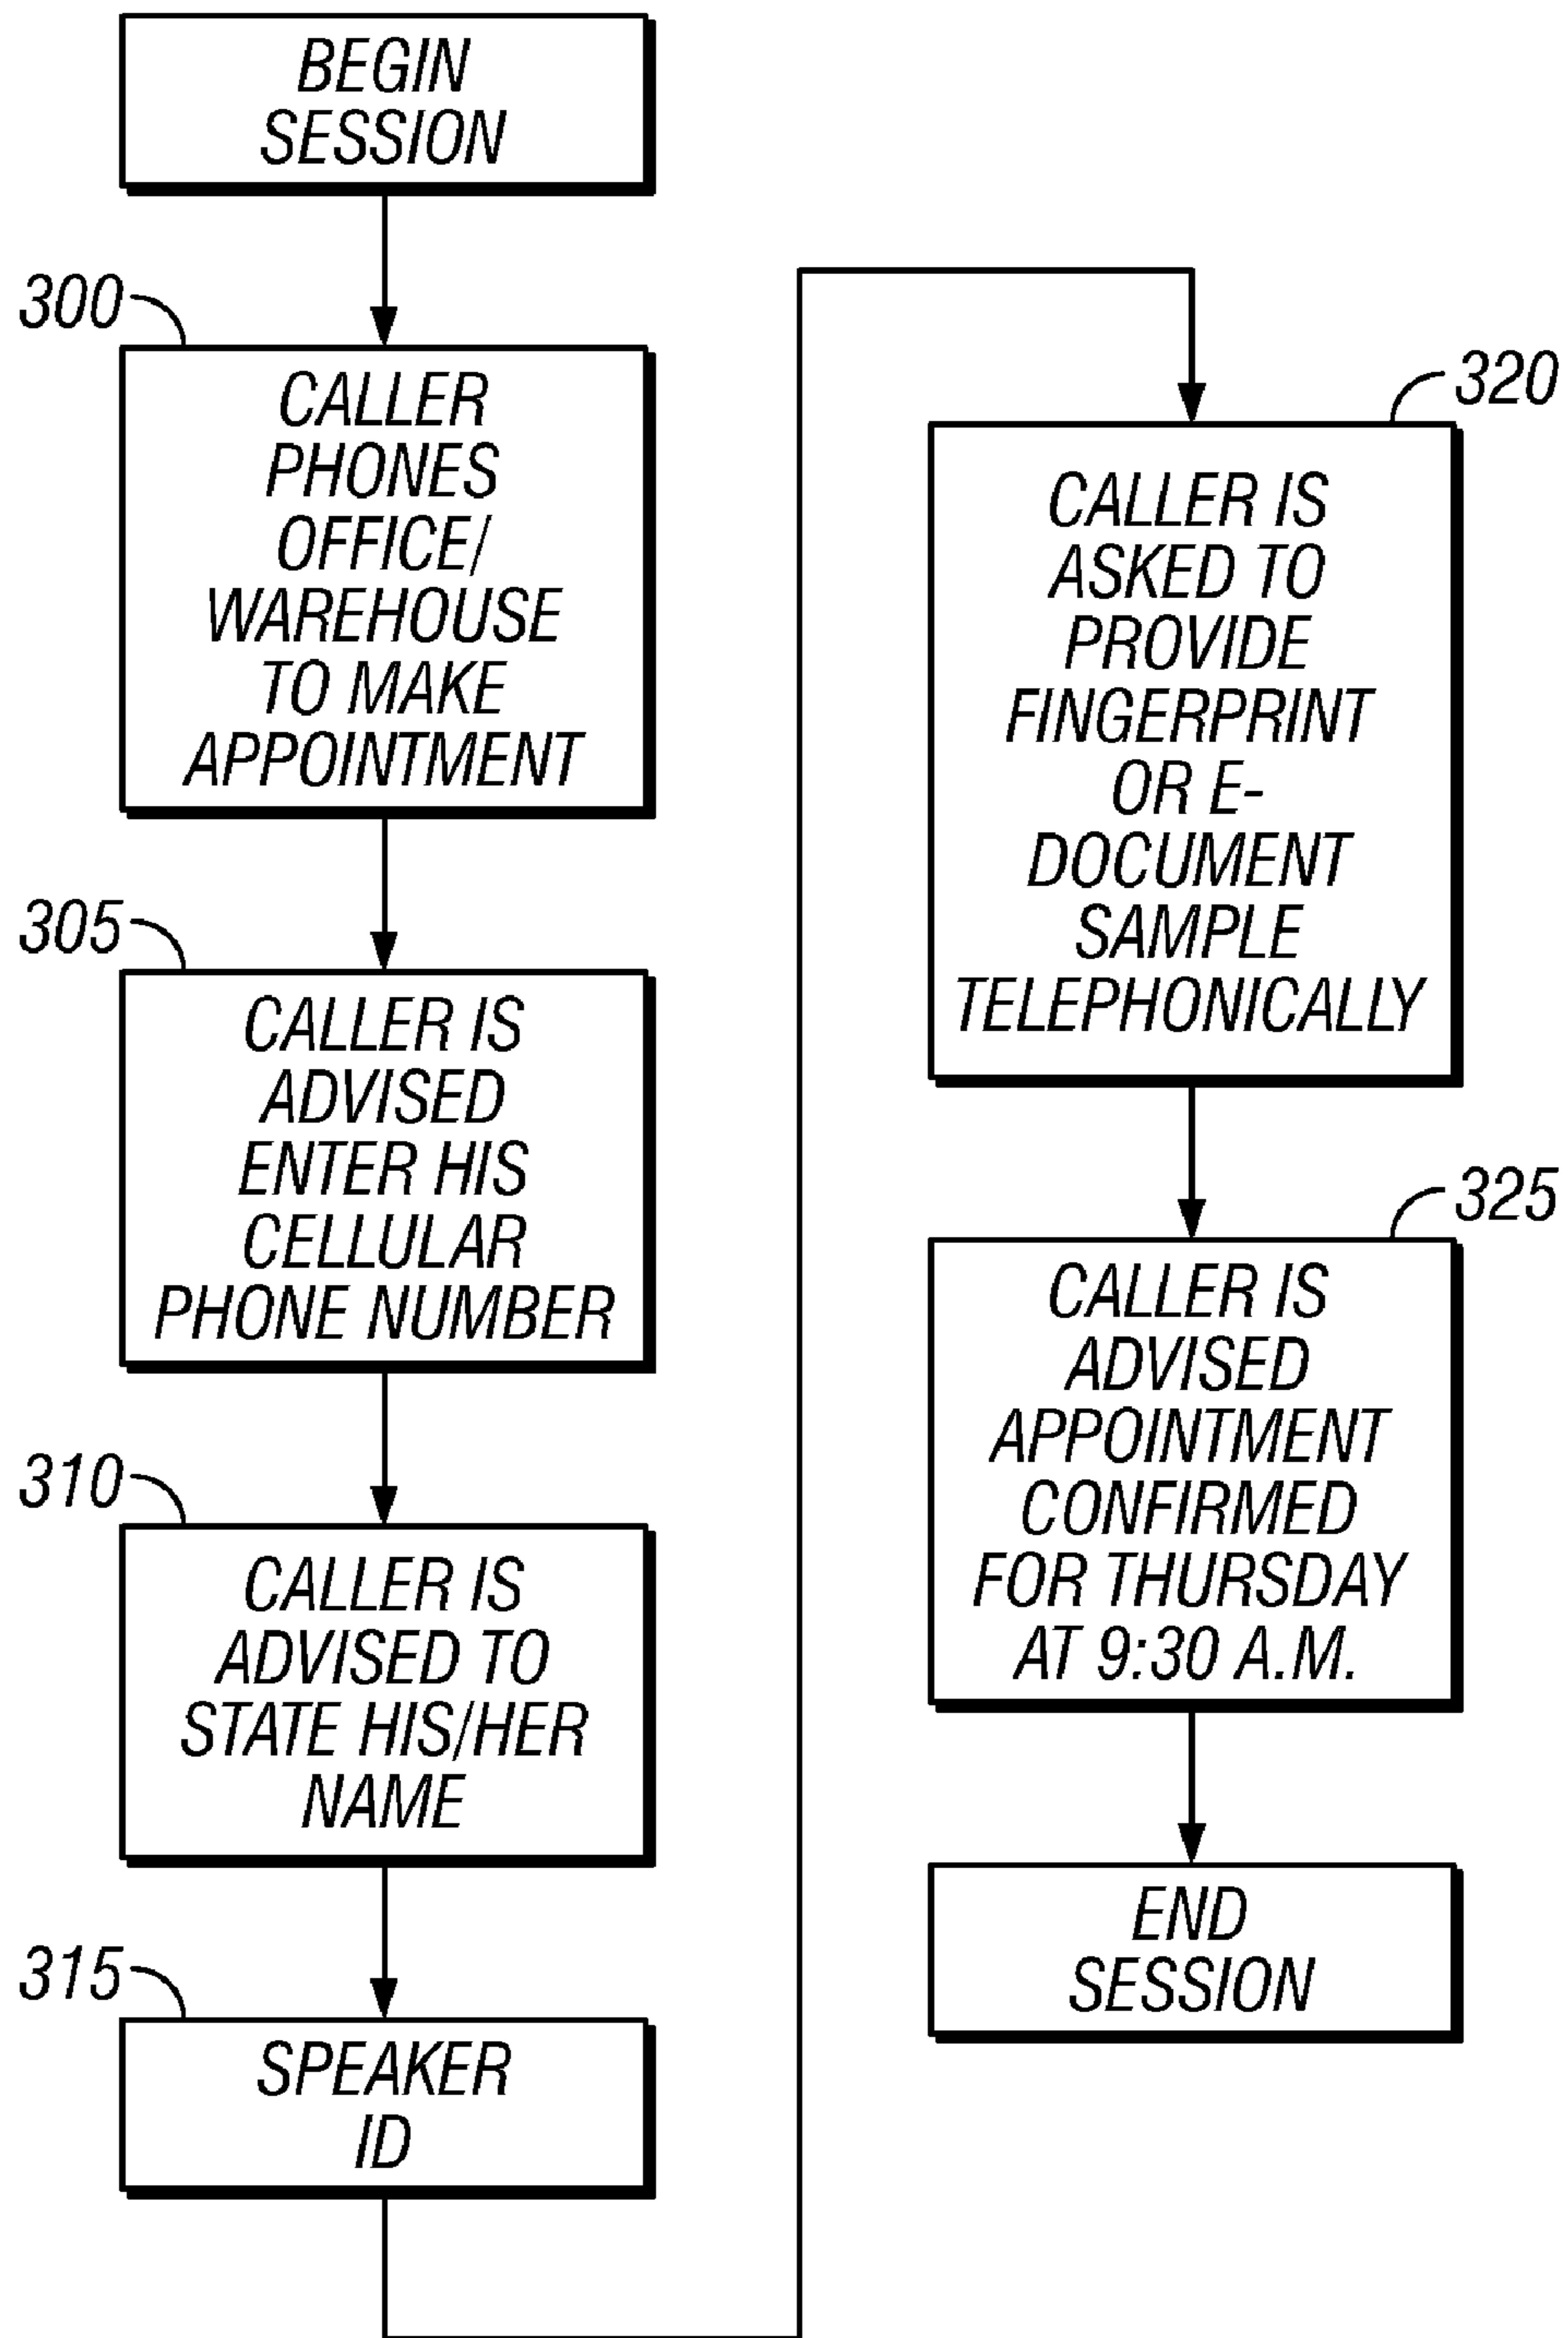 BEGIN
SESSION
300
CALLER
PHONES
OFFICE/
WAREHOUSE
TO MAKE
APPOINTMENT
305
CALLER IS
ADVISED
ENTER HIS
CELLULAR
PHONE NUMBER
310
CALLER IS
ADVISED TO
STATE HIS/HER
NAME
315
SPEAKER
ID
320
CALLER IS
ASKED TO
PROVIDE
FINGERPRINT
OR E-
DOCUMENT
SAMPLE
TELEPHONICALLY
325
CALLER IS
ADVISED
APPOINTMENT
CONFIRMED
FOR THURSDAY
AT 9:30 A.M.
END
SESSION